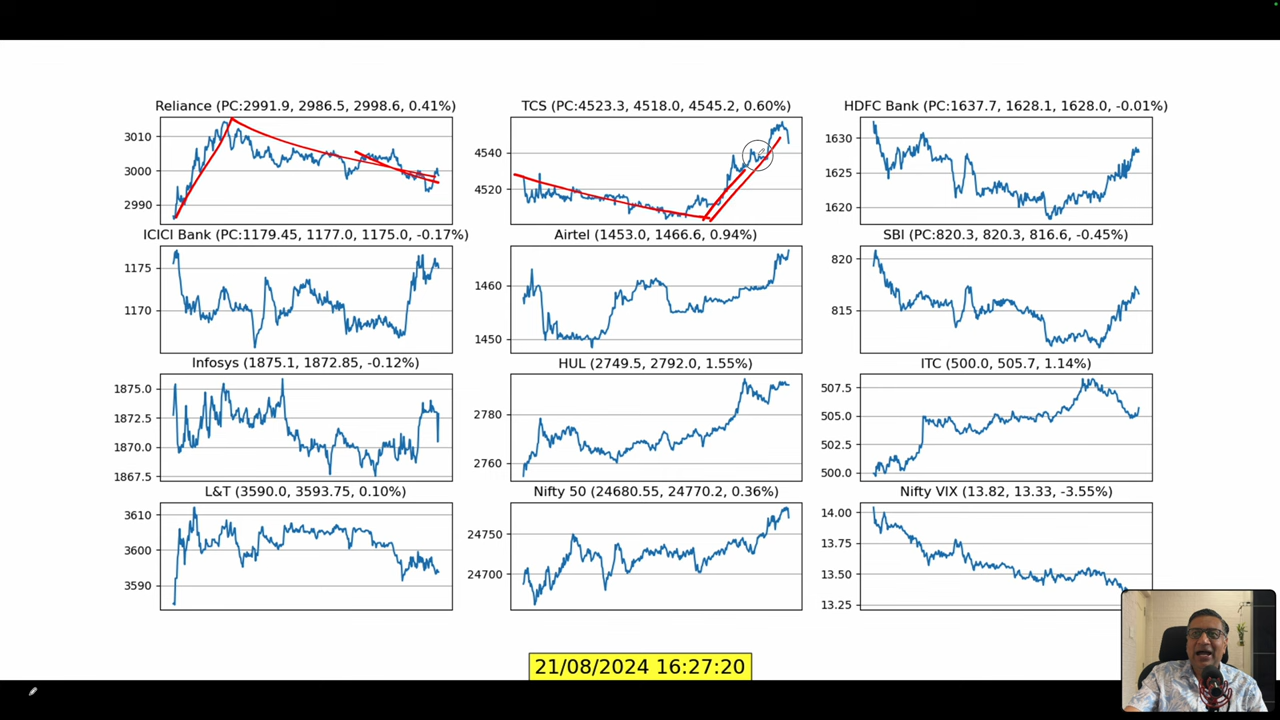 Reliance (PC:2991.9, 2986.5, 2998.6, 0.41%)
3010
3000
2990
TCS (PC:4523.3, 4518.0, 4545.2, 0.60%)
4540
4520
HDFC Bank (PC:1637.7, 1628.1, 1628.0, -0.01%)
1630
1625
1620
ICICI Bank (PC:1179.45, 1177.0, 1175.0, -0.17%)
1175
1170
Airtel (1453.0, 1466.6, 0.94%)
1460
1450
SBI (PC:820.3, 820.3, 816.6, -0.45%)
820
815
Infosys (1875.1, 1872.85, -0.12%)
1875.0
1872.5
1870.0
1867.5
HUL (2749.5, 2792.0, 1.55%)
2780
2760
ITC (500.0, 505.7, 1.14%)
507.5
505.0
502.5
500.0
L&T (3590.0, 3593.75, 0.10%)
3610
3600
3590
Nifty 50 (24680.55, 24770.2, 0.36%)
24750
24700
Nifty VIX (13.82, 13.33, -3.55%)
14.00
13.75
13.50
13.25
21/08/2024 16:27:20